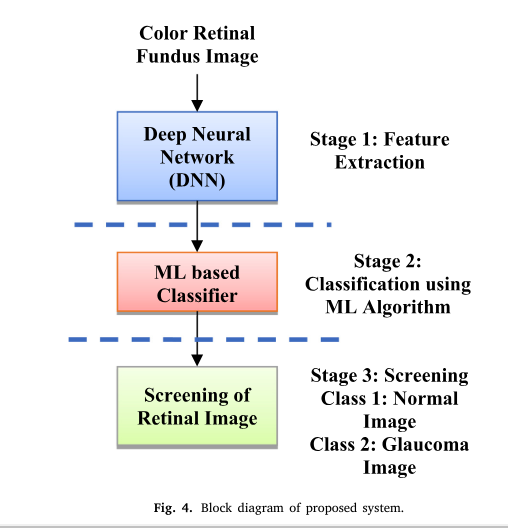 Color Retinal
Fundus Image
Deep Neural
Network
(DNN)
Stage 1: Feature
Extraction
ML based
Classifier
Stage 2:
Classification using
ML Algorithm
Screening of
Retinal Image
Stage 3: Screening
Class 1: Normal
Image
Class 2: Glaucoma
Image
Fig. 4. Block diagram of proposed system.